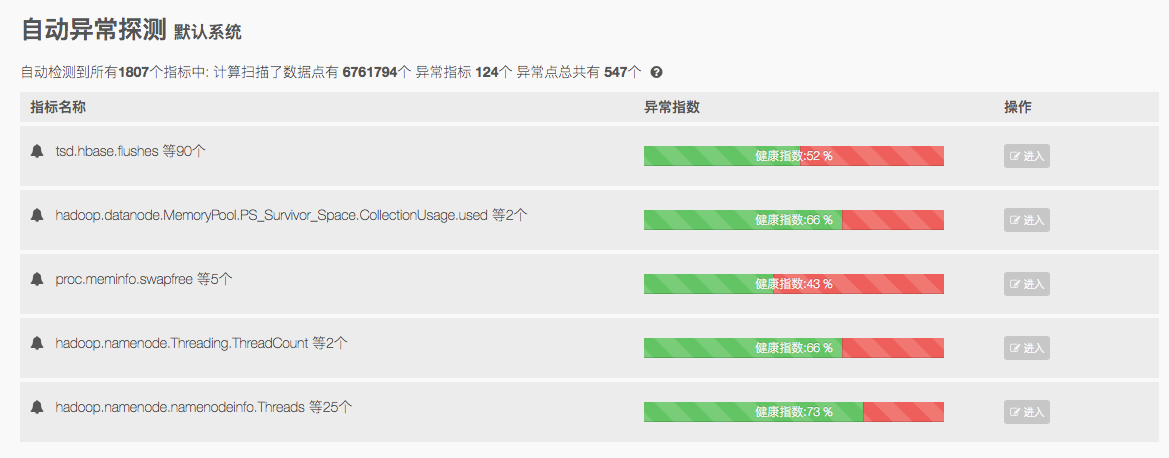 自动异常探测 默认系统
自动检测到所有1807个指标中: 计算扫描了数据点有 6761794个 异常指标 124个 异常点总共有 547个 ?
指标名称 异常指数 操作
tsd.hbase.flushes 等90个 健康指数:52 % 进入
hadoop.datanode.MemoryPool.PS_Survivor_Space.CollectionUsage.used 等2个 健康指数:66 % 进入
proc.meminfo.swapfree 等5个 健康指数:43 % 进入
hadoop.namenode.Threading.ThreadCount 等2个 健康指数:66 % 进入
hadoop.namenode.namenodeinfo.Threads 等25个 健康指数:73 % 进入